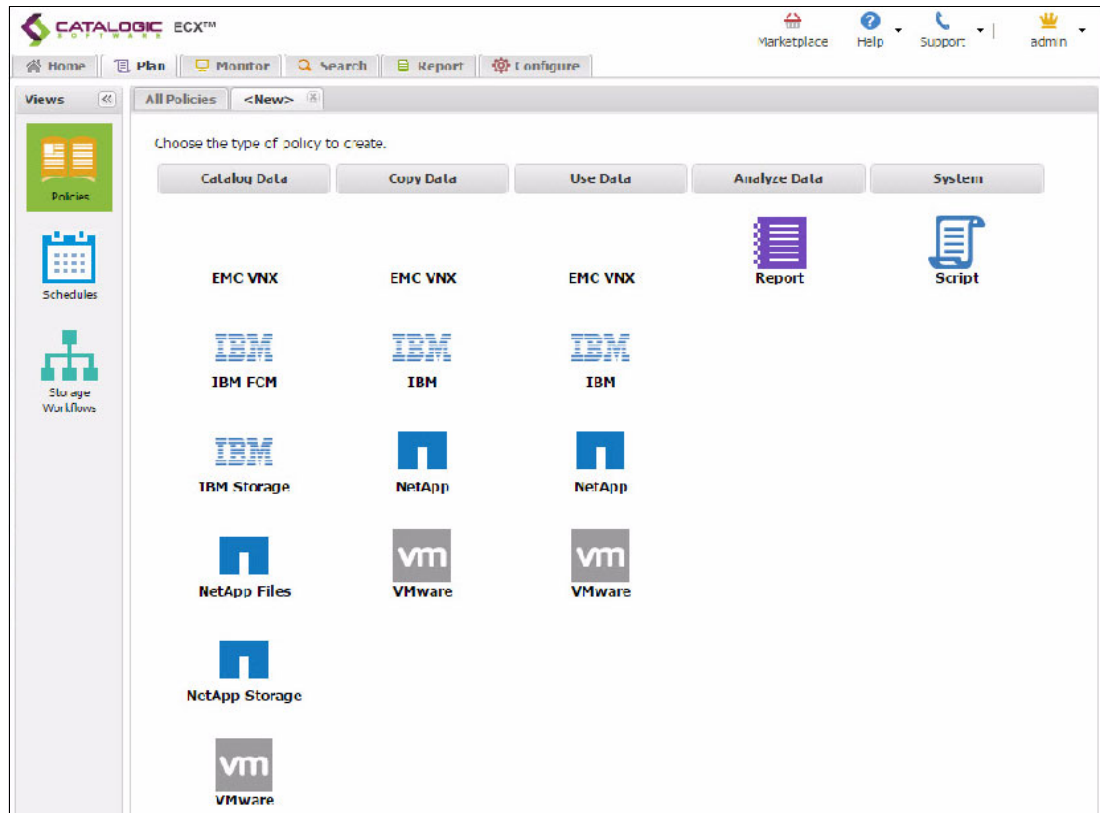 CATALOGIC ECX™
SOFTWARE
Marketplace
Help
Support
admin
Home
Plan
Monitor
Search
Report
Configure
Views
All Policies
<New>
Choose the type of policy to create.
Catalog Data
Copy Data
Use Data
Analyze Data
System
Policies
Schedules
Storage
Workflows
EMC VNX
EMC VNX
EMC VNX
Report
Script
IBM
IBM
IBM
IBM FCM
IBM
IBM
IBM
IBM Storage
NetApp
NetApp
NetApp Files
vm
VMware
vm
VMware
NetApp Storage
vm
VMware